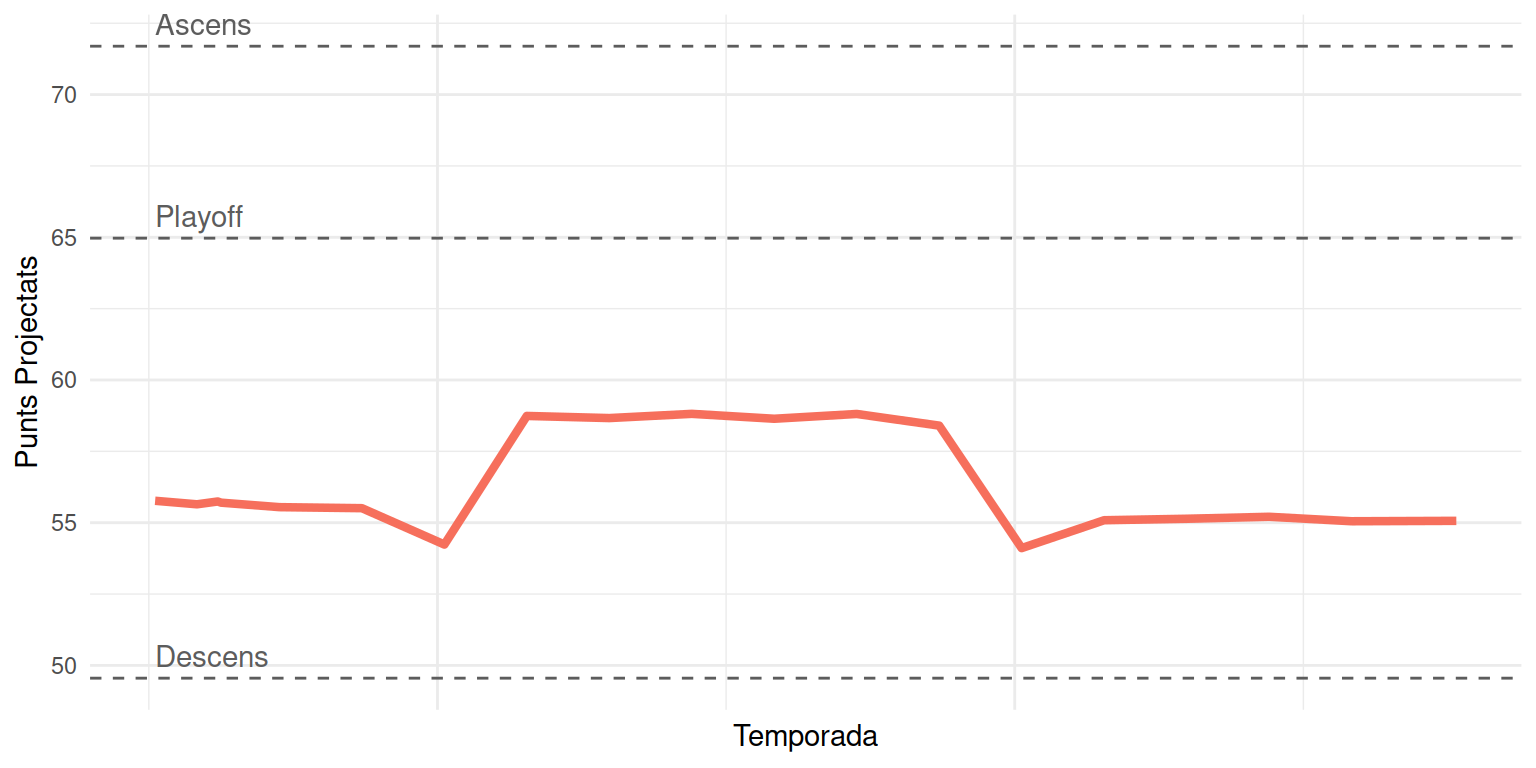 Ascens
70
Playoff
65
Punts Projectats
60
55
Descens
50
Temporada